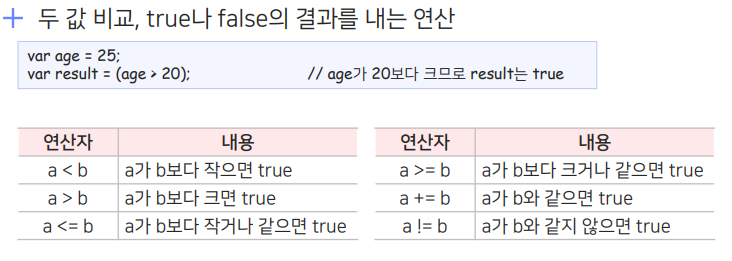 + 두 값 비교, true나 false의 결과를 내는 연산
var age = 25;
var result = (age > 20); // age가 20보다 크므로 result는 true
연산자 내용
a < b a가 b보다 작으면 true
a > b a가 b보다 크면 true
a <= b a가 b보다 작거나 같으면 true
연산자 내용
a >= b a가 b보다 크거나 같으면 true
a += b a가 b와 같으면 true
a != b a가 b와 같지 않으면 true